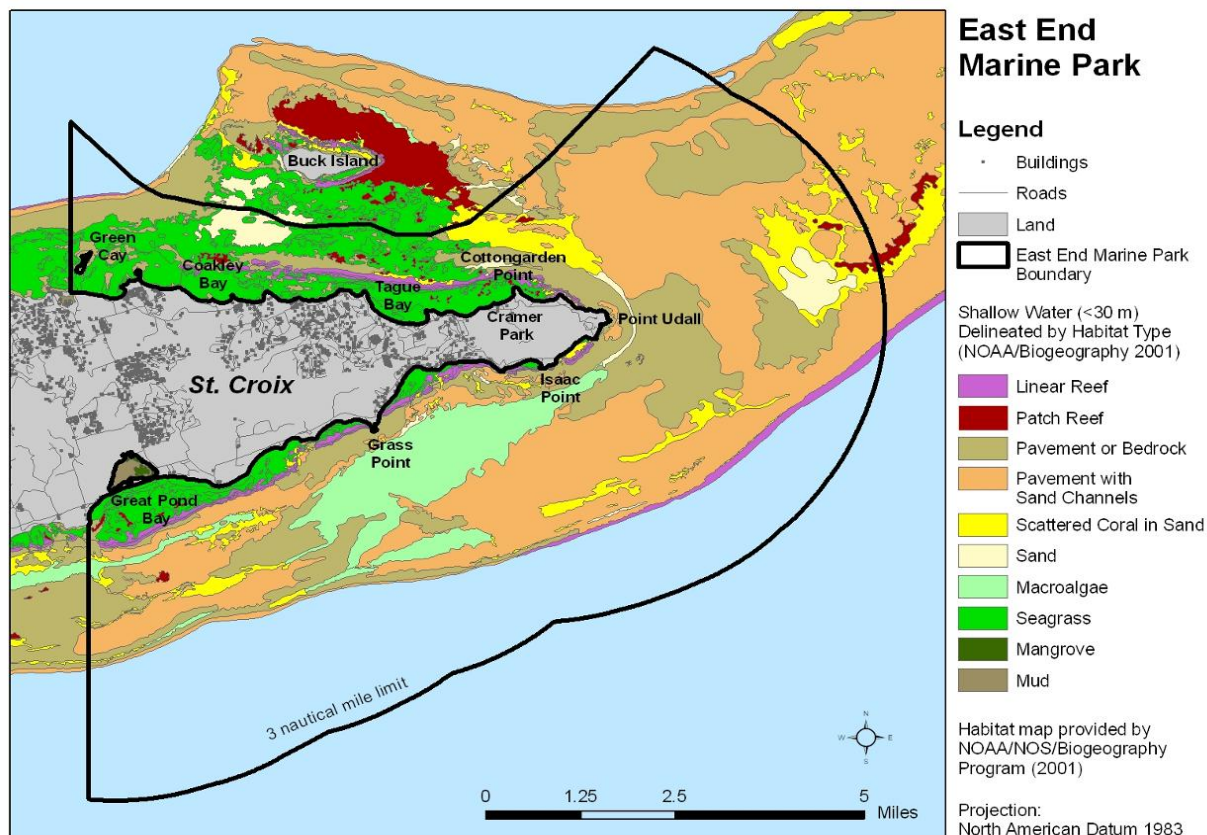 East End
Marine Park
Legend
Buildings
Roads
Land
East End Marine Park
Boundary
Shallow Water (<30 m)
Delineated by Habitat Type
(NOAA/Biogeography 2001)
Linear Reef
Patch Reef
Pavement or Bedrock
Pavement with
Sand Channels
Scattered Coral in Sand
Sand
Macroalgae
Seagrass
Mangrove
Mud
Habitat map provided by
NOAA/NOS/Biogeography
Program (2001)
Projection:
North American Datum 1983
Buck Island
Green
Cay
Coakley
Bay
Cottongarden
Point
Tague
Bay
Cramer
Park
Point Udall
St. Croix
Isaac
Point
Grass
Point
Great Pond
Bay
3 nautical mile limit
N
W
E
S
0
1.25
2.5
5
Miles